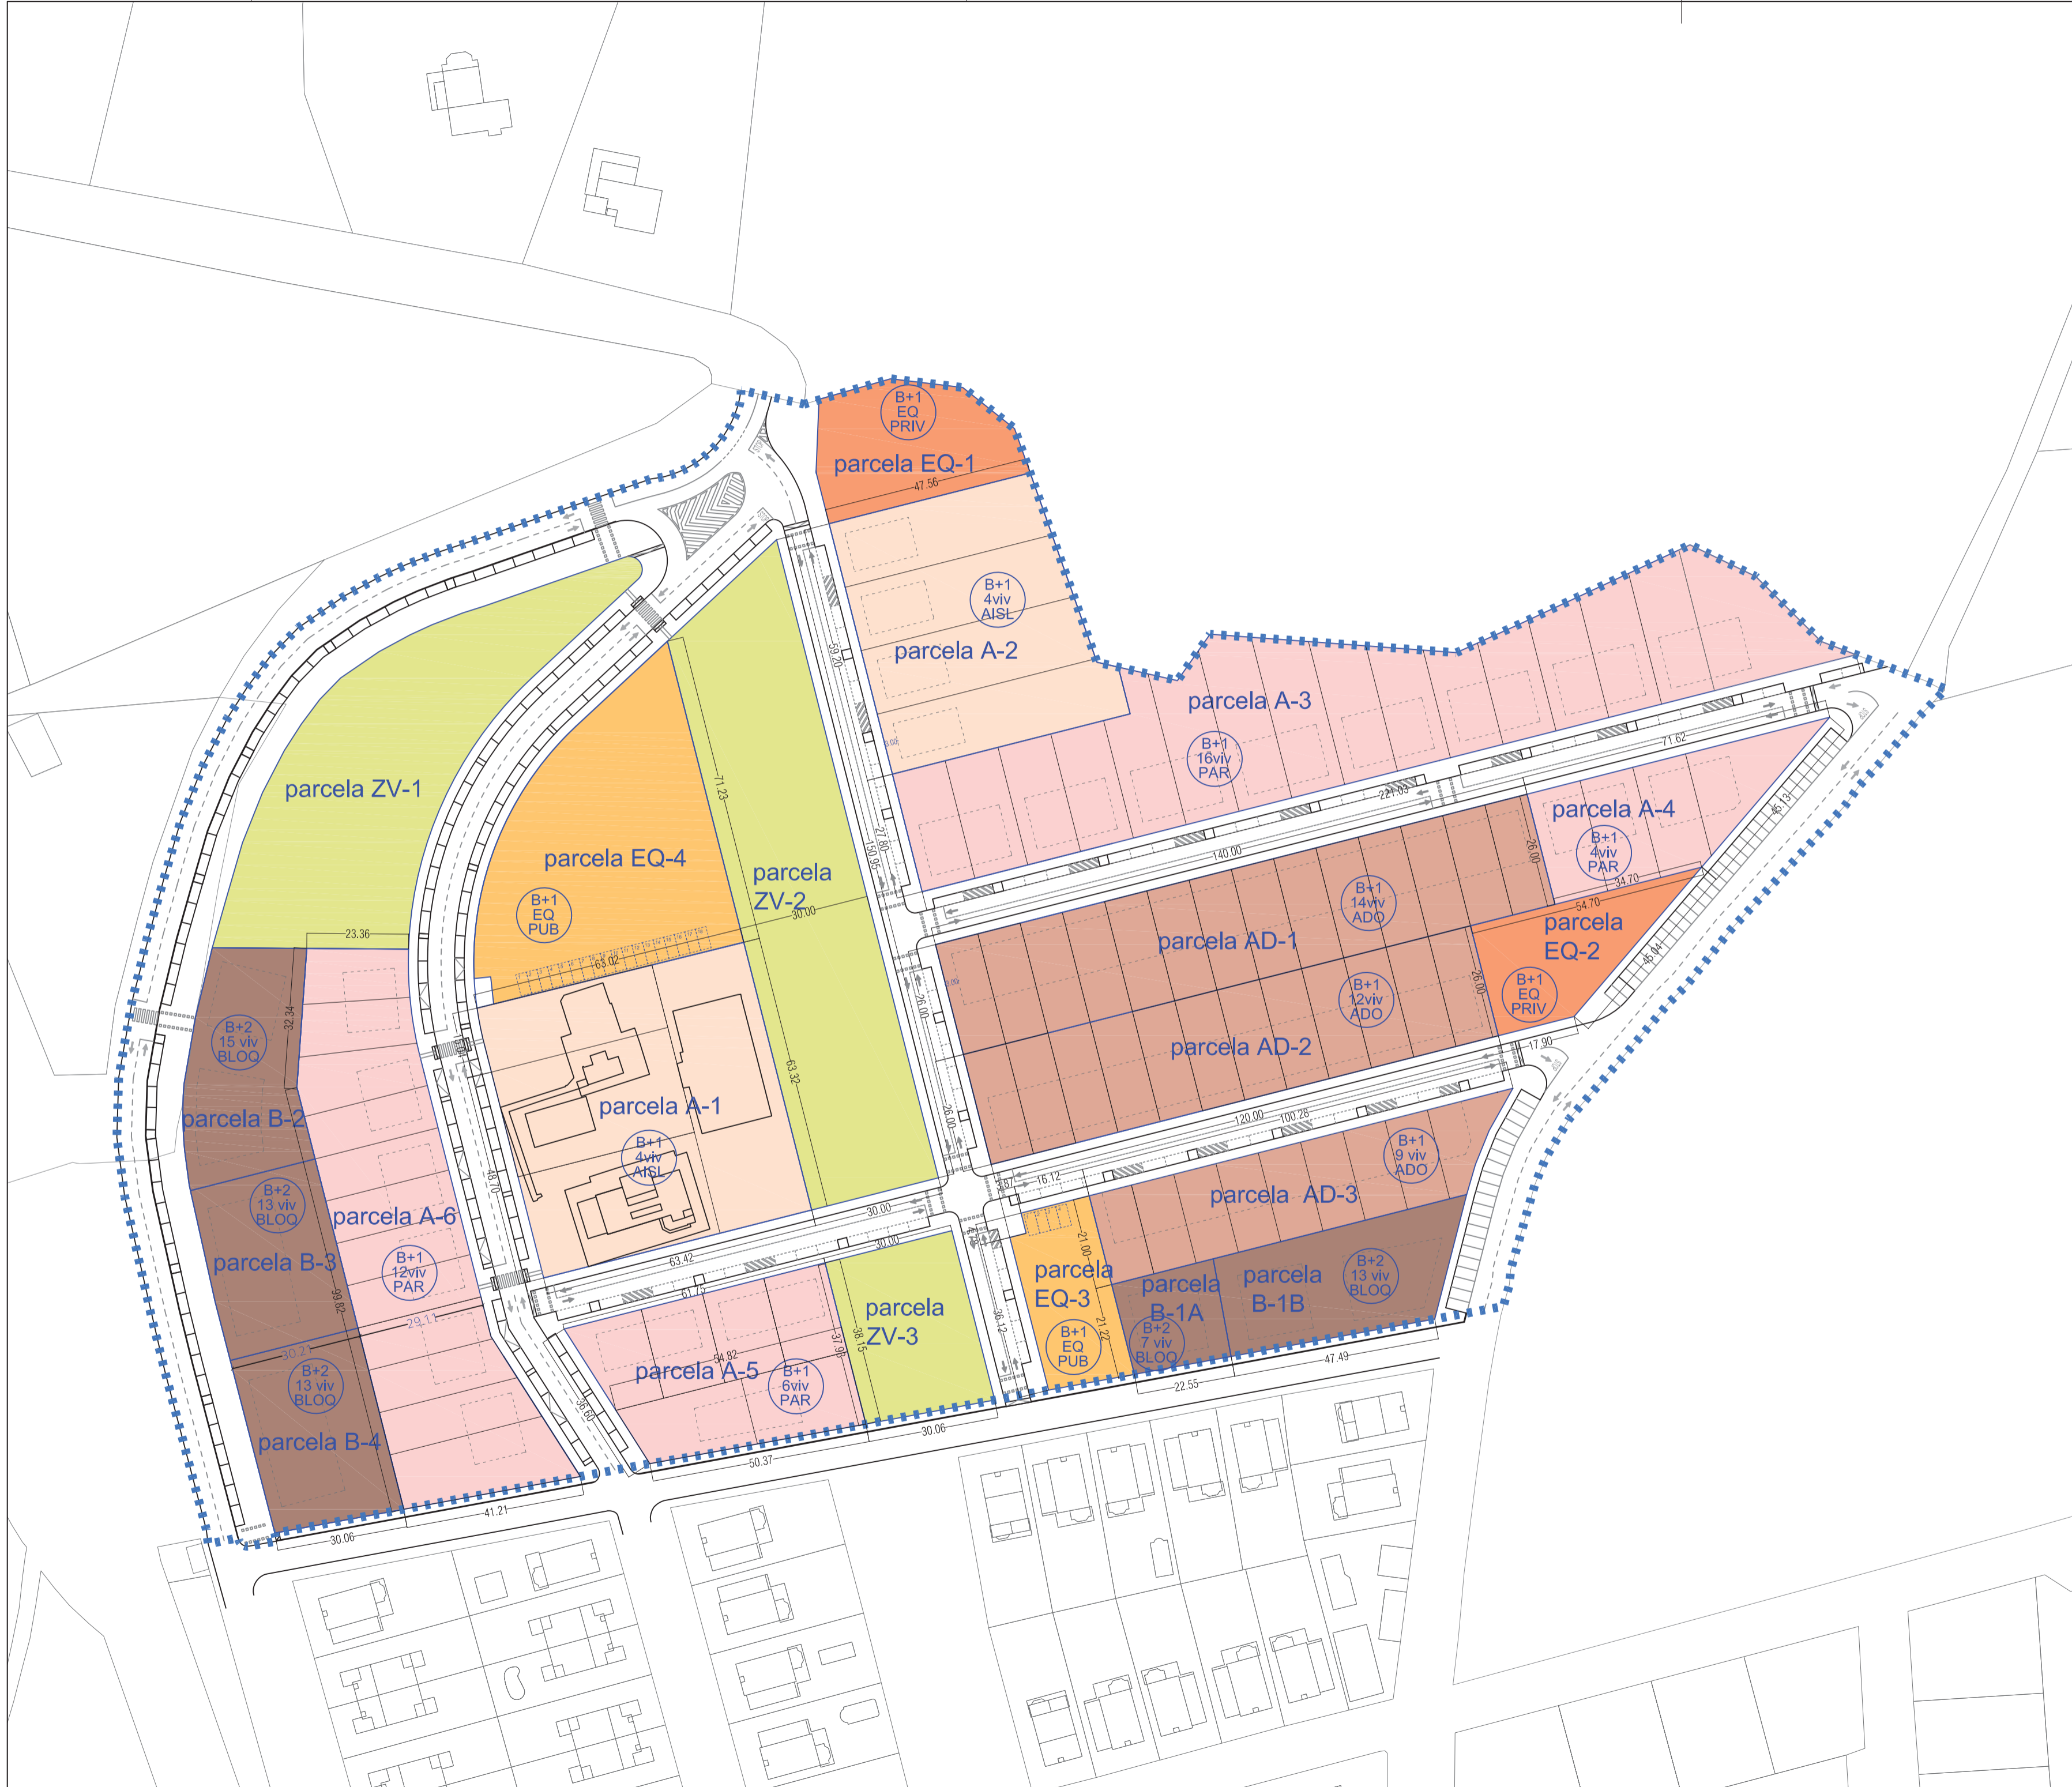 B+1
EQ
PRIV
parcela EQ-1
47.56
B+1
4viv
AISL
parcela A-2
59.20
parcela A-3
B+1
16viv
PAR
3.00
71.62
221.03
parcela ZV-1
71.23
parcela EQ-4
B+1
EQ
PUB
parcela
ZV-2
30.00
27.80
150.95
140.00
parcela A-4
B+1
4viv
PAR
45.13
26.00
34.70
54.70
parcela
EQ-2
B+1
EQ
PRIV
45.04
B+1
14viv
ADO
parcela AD-1
B+1
12viv
ADO
26.00
parcela AD-2
17.90
23.36
63.02
32.34
B+2
15 viv
BLOQ
parcela B-2
26.00
26.00
63.32
parcela A-1
B+1
4viv
AISL
120.00
100.28
16.12
B+1
9 viv
ADO
parcela AD-3
48.70
B+2
13 viv
BLOQ
parcela B-3
parcela A-6
B+1
12viv
PAR
99.82
29.11
30.21
30.00
63.42
30.00
61.75
21.00
parcela
EQ-3
21.22
B+1
EQ
PUB
36.12
parcela
B-1A
B+2
7 viv
BLOQ
parcela
B-1B
B+2
13 viv
BLOQ
47.49
22.55
parcela
ZV-3
38.15
37.98
54.82
parcela A-5
B+1
6viv
PAR
36.60
B+2
13 viv
BLOQ
parcela B-4
30.06
50.37
41.21
30.06